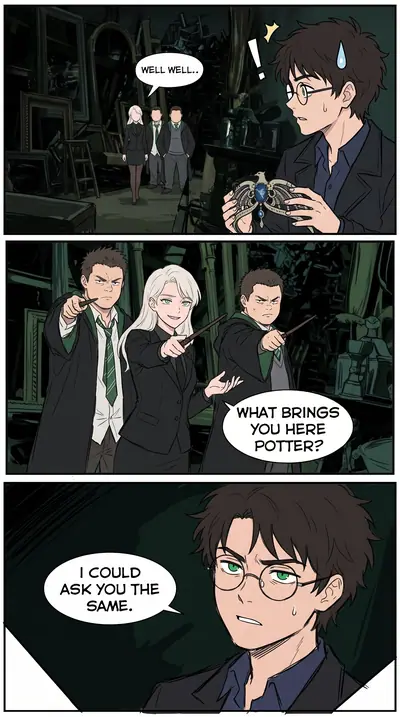 WELL WELL..
!
WHAT BRINGS
YOU HERE
POTTER?
I COULD
ASK YOU THE
SAME.